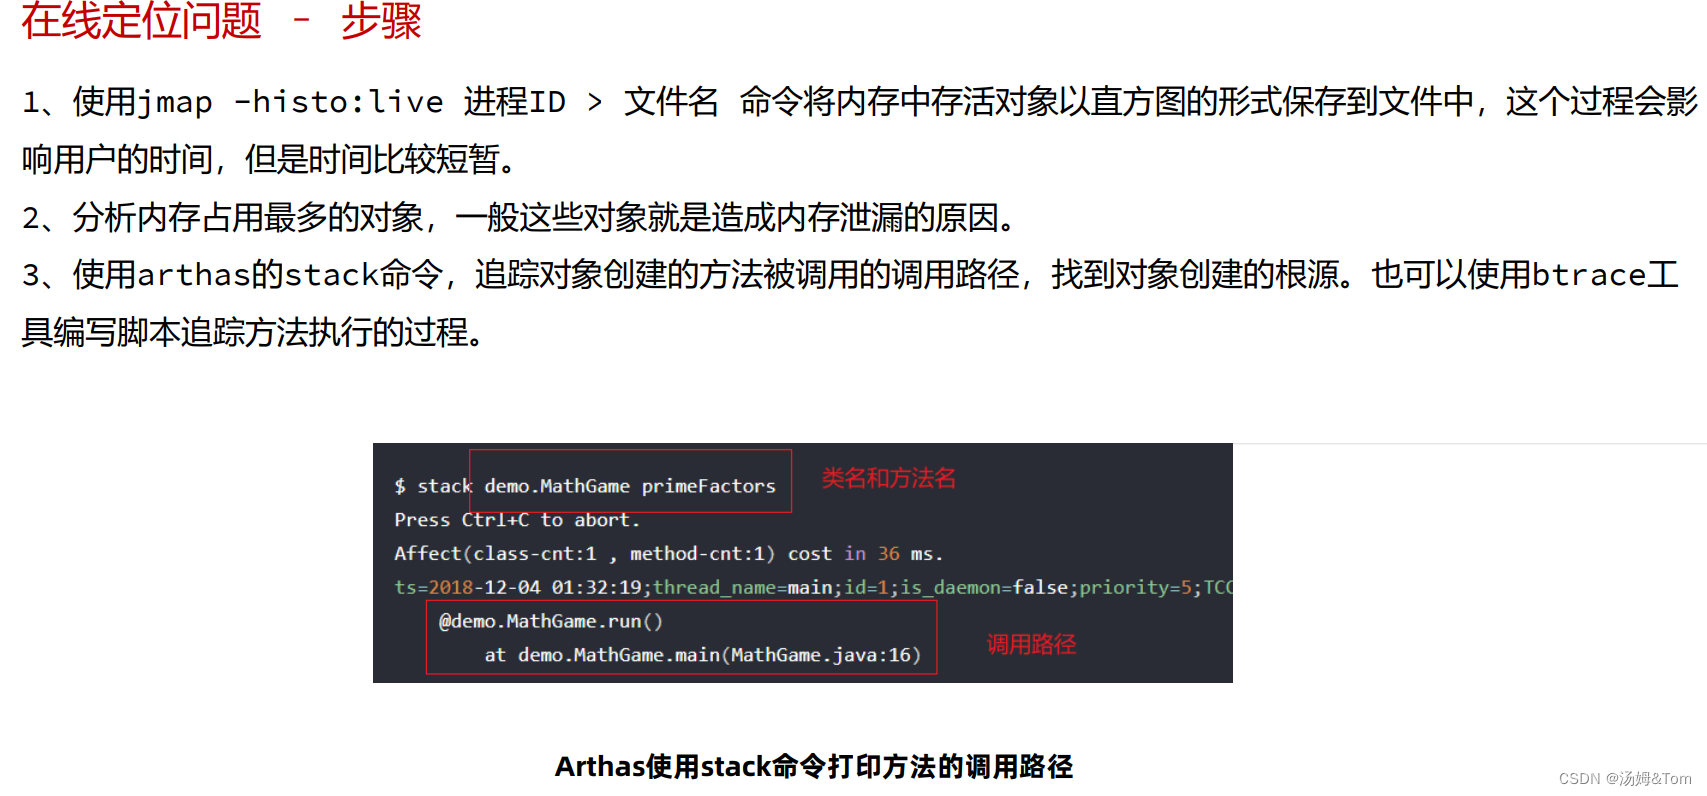 在线定位问题 - 步骤
1、使用jmap -histo:live 进程ID > 文件名 命令将内存中存活对象以直方图的形式保存到文件中，这个过程会影
响用户的时间，但是时间比较短暂。
2、分析内存占用最多的对象，一般这些对象就是造成内存泄漏的原因。
3、使用arthas的stack命令，追踪对象创建的方法被调用的调用路径，找到对象创建的根源。也可以使用btrace工
具编写脚本追踪方法执行的过程。
$ stack demo.MathGame primeFactors 类名和方法名
Press Ctrl+C to abort.
Affect(class-cnt:1 , method-cnt:1) cost in 36 ms.
ts=2018-12-04 01:32:19;thread_name=main;id=1;is_daemon=false;priority=5;TCC
@demo.MathGame.run()
at demo.MathGame.main(MathGame.java:16) 调用路径
Arthas使用stack命令打印方法的调用路径
CSDN @汤姆&Tom